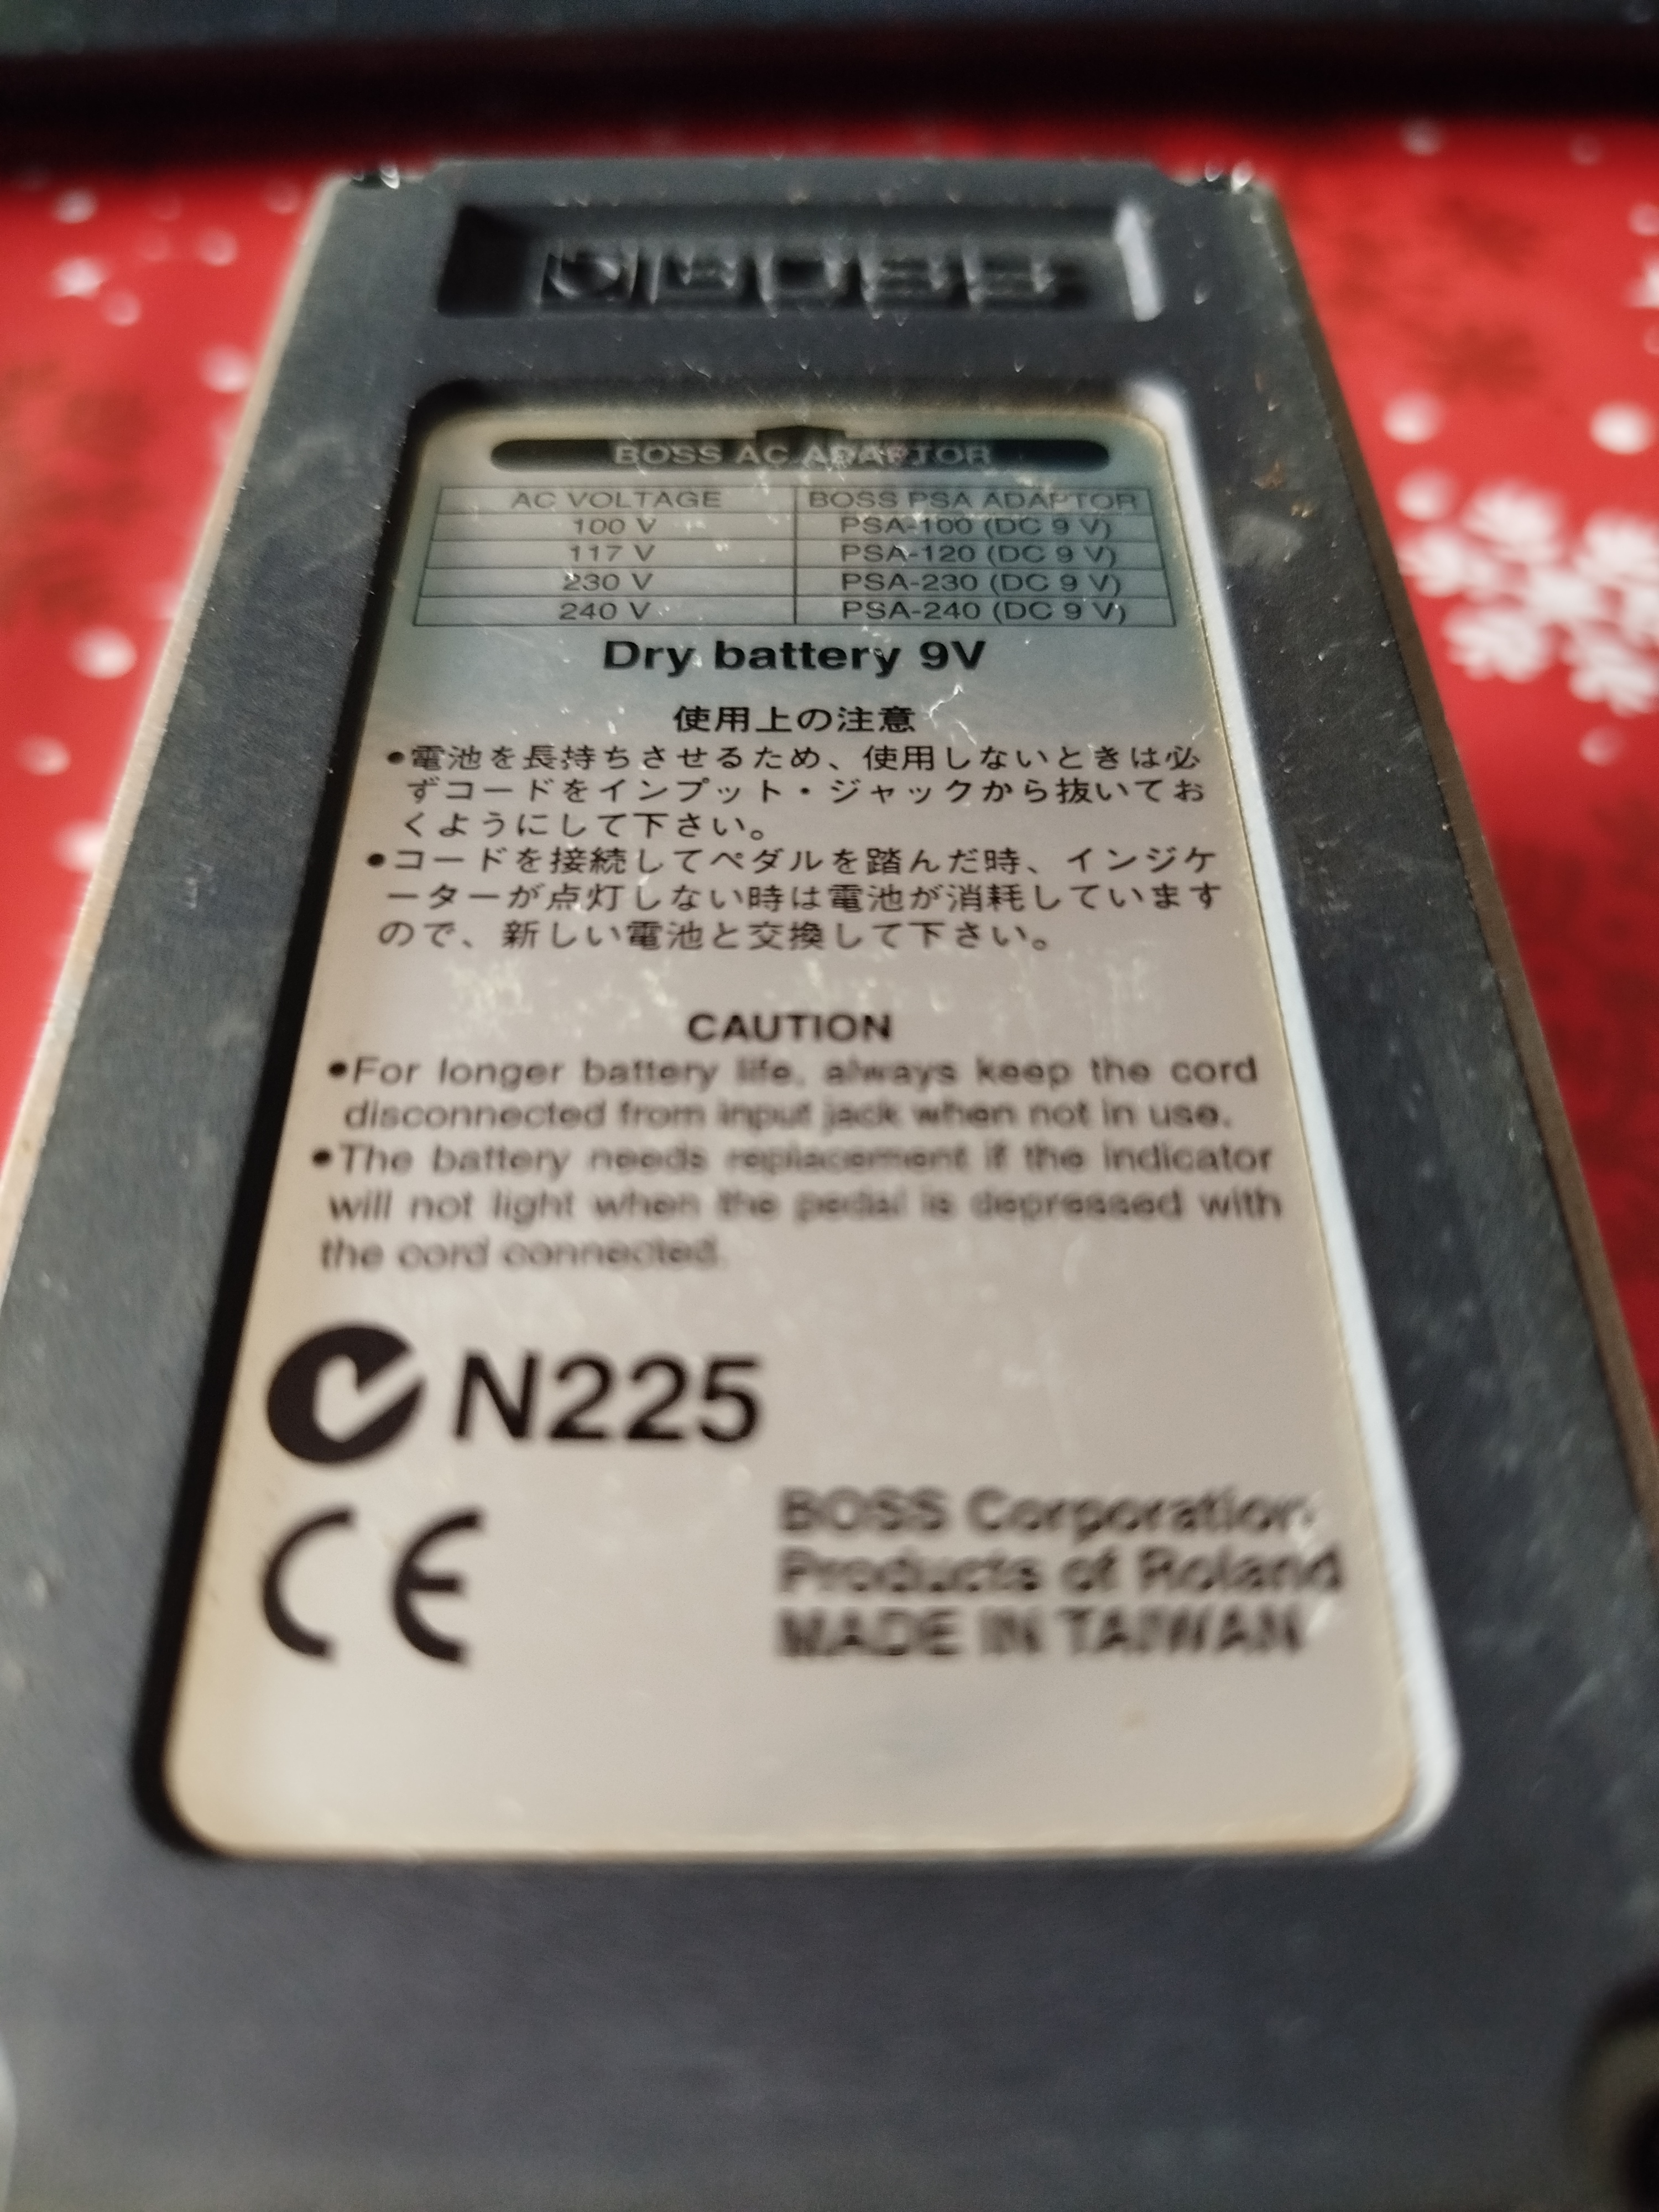 BOSS
BOSS AC ADAPTOR
AC VOLTAGE BOSS PSA ADAPTOR
100 V PSA-100 (DC 9 V)
117 V PSA-120 (DC 9 V)
230 V PSA-230 (DC 9 V)
240 V PSA-240 (DC 9 V)
Dry battery 9V
使用上の注意
●電池を長持ちさせるため、使用しないときは必
ずコードをインプット・ジャックから抜いてお
くようにして下さい。
●コードを接続してペダルを踏んだ時、インジケ
ーターが点灯しない時は電池が消耗しています
ので、新しい電池と交換して下さい。
CAUTION
●For longer battery life, always keep the cord
disconnected from input jack when not in use.
●The battery needs replacement if the indicator
will not light when the pedal is depressed with
the cord connected.
N225
CE
BOSS Corporation
Products of Roland
MADE IN TAIWAN